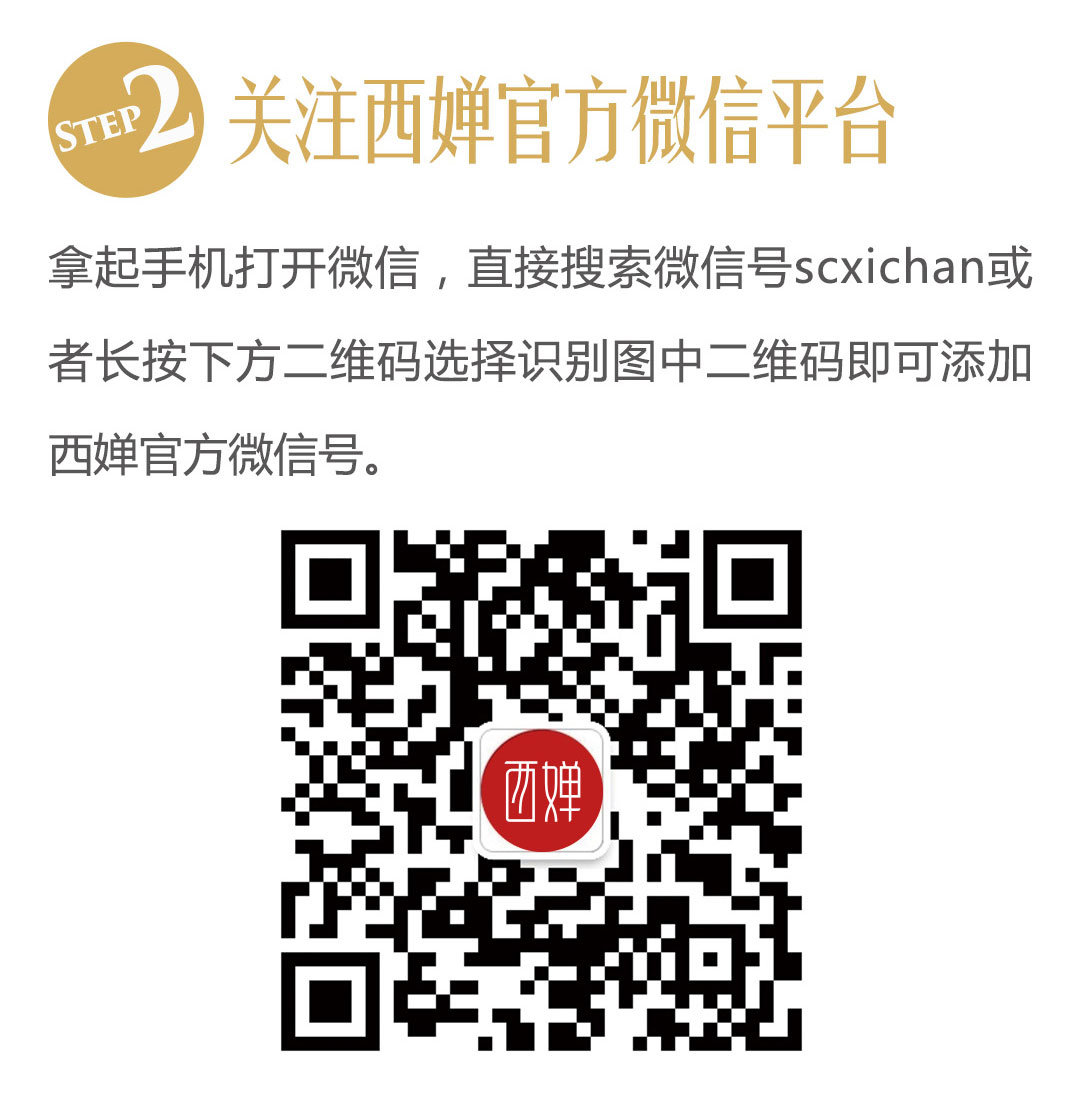 STEP 2 关注西婵官方微信平台
拿起手机打开微信，直接搜索微信号scxichan或
者长按下方二维码选择识别图中二维码即可添加
西婵官方微信号。
西婵